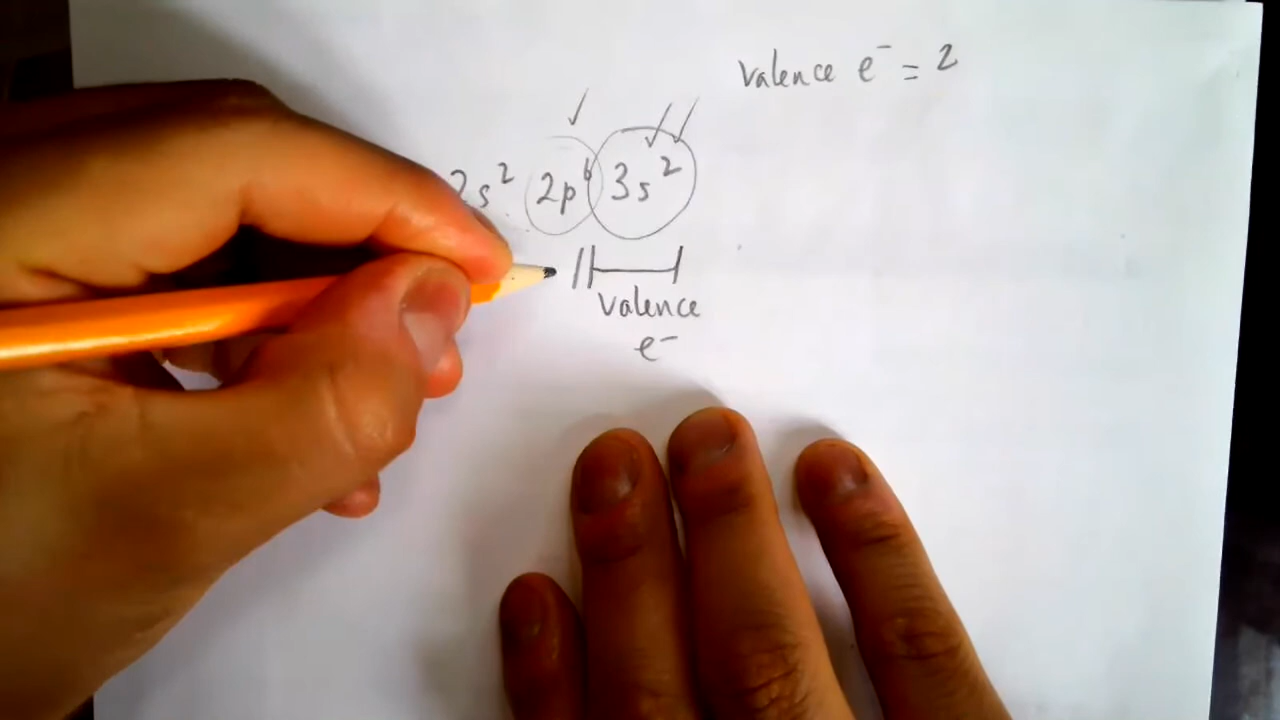 Valence e⁻ = 2
2s² 2p⁶ 3s²
Valence
e⁻